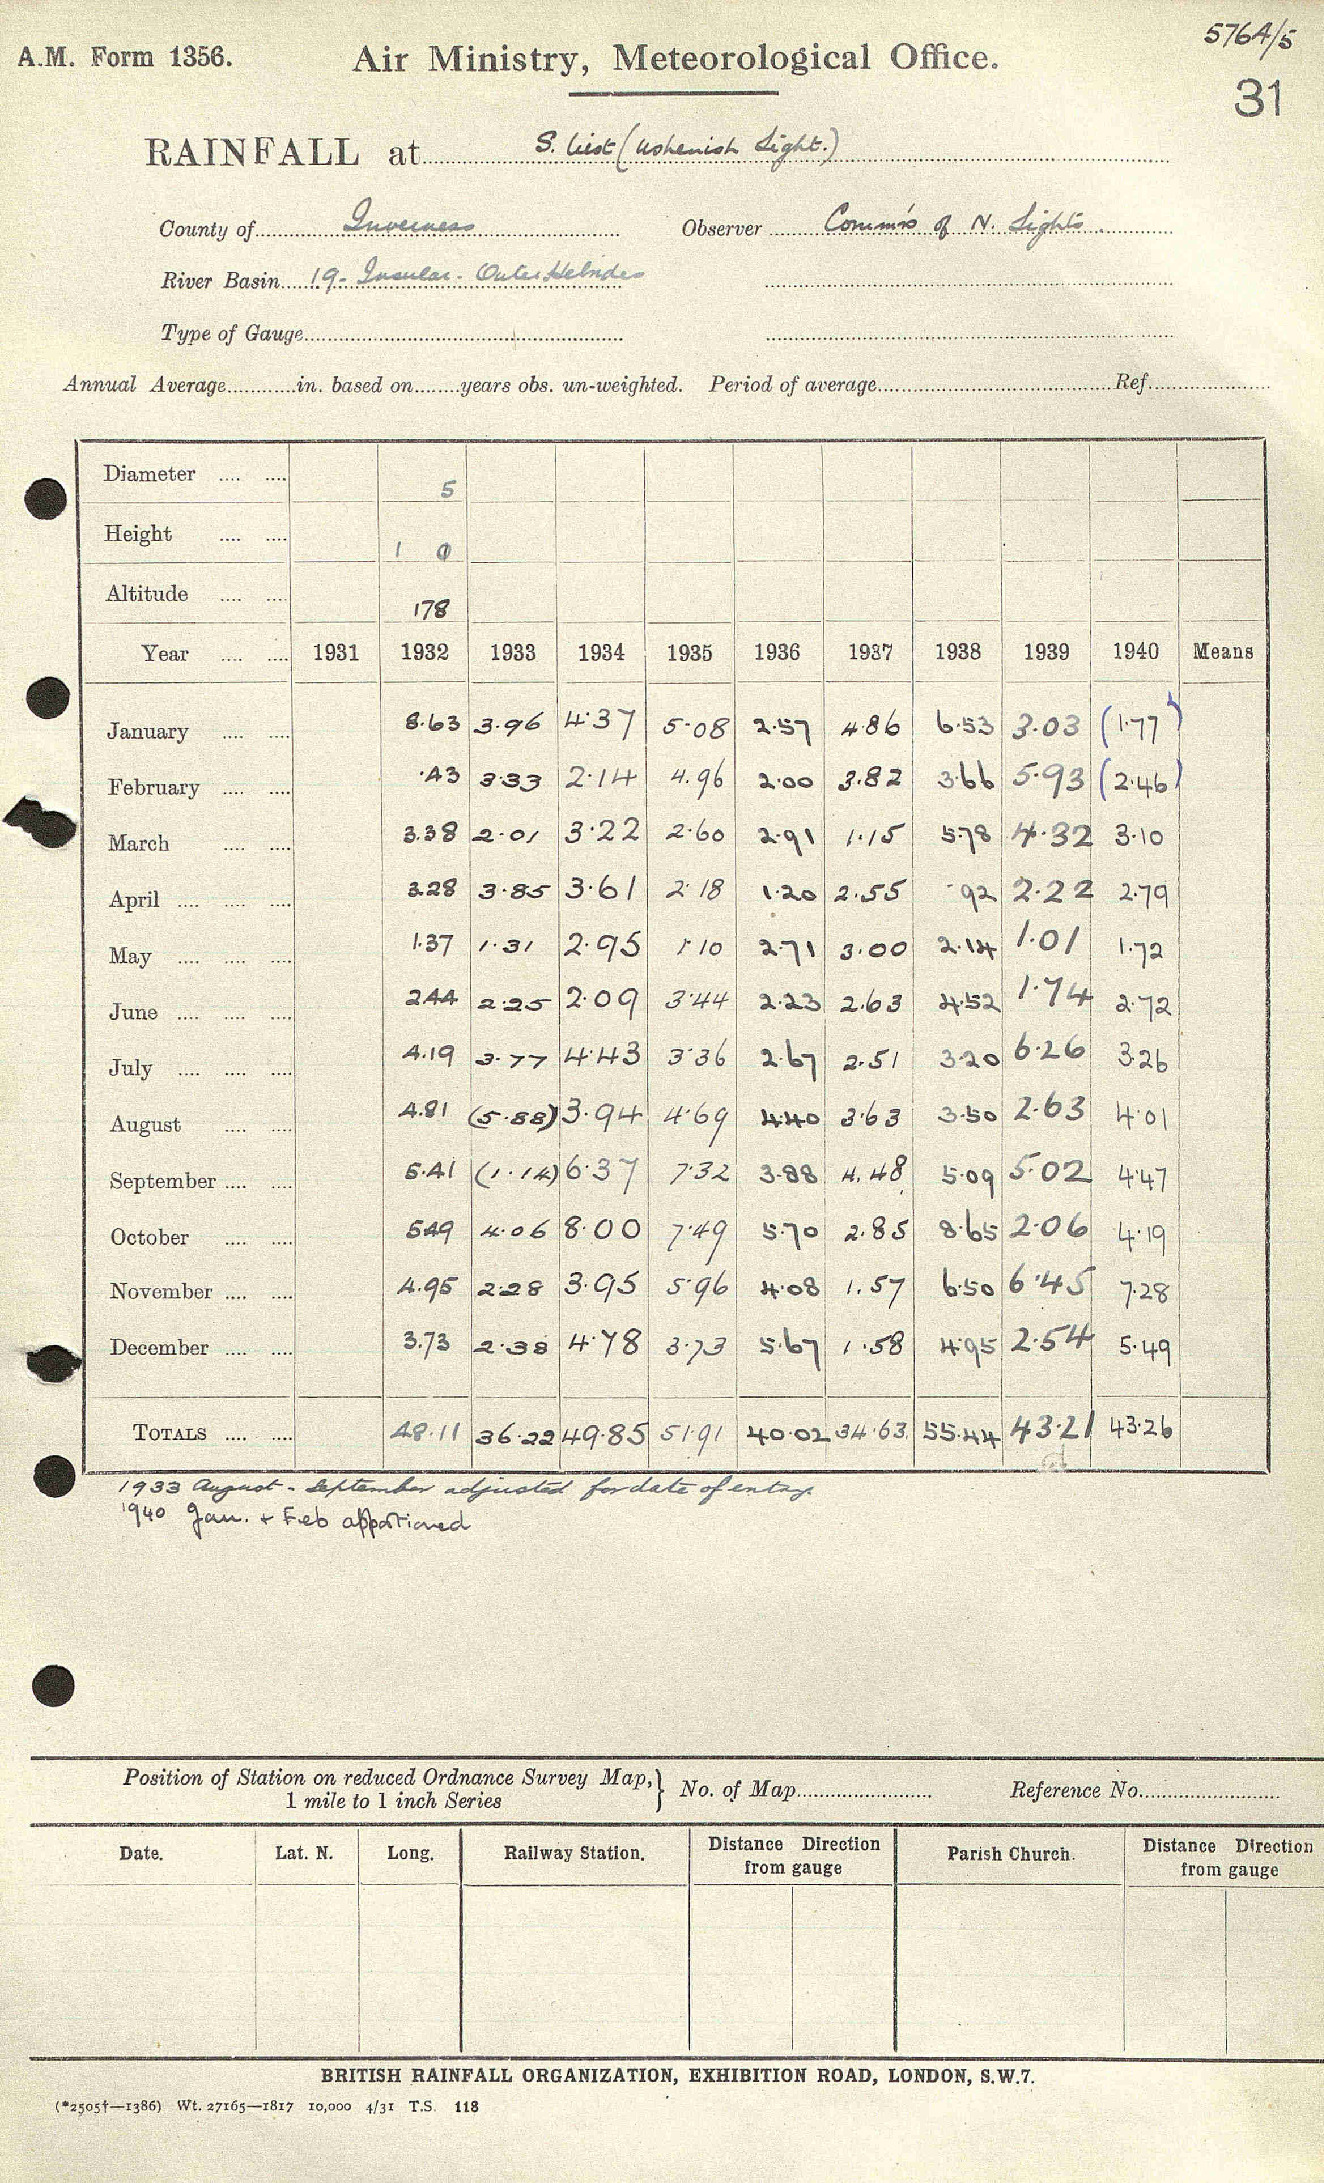 5764/5
A.M. Form 1356. Air Ministry, Meteorological Office.
31
RAINFALL at S. Uist (Ushenish Light.)
County of Inverness Observer Commrs of N. Lights.
River Basin 19- Insular - Outer Hebrides
Type of Gauge
Annual Average in. based on years obs. un-weighted. Period of average Ref.
Diameter 5
Height 1 0
Altitude 178
Year 1931 1932 1933 1934 1935 1936 1937 1938 1939 1940 Means
January 8.63 3.96 4.37 5.08 2.57 4.86 6.53 3.03 (1.77)
February .43 3.33 2.14 4.96 2.00 3.82 3.66 5.93 (2.46)
March 3.38 2.01 3.22 2.60 2.91 1.15 5.78 4.32 3.10
April 3.28 3.85 3.61 2.18 1.20 2.55 .92 2.22 2.79
May 1.37 1.31 2.95 1.10 2.71 3.00 2.14 1.01 1.72
June 2.44 2.25 2.09 3.44 2.23 2.63 4.52 1.74 2.72
July 4.19 3.77 4.43 3.36 2.67 2.51 3.20 6.26 3.26
August 4.81 (5.88) 3.94 4.69 4.40 3.63 3.50 2.63 4.01
September 5.41 (1.14) 6.37 7.32 3.88 4.48 5.09 5.02 4.47
October 5.49 4.06 8.00 7.49 5.70 2.85 8.65 2.06 4.19
November 4.95 2.28 3.95 5.96 4.08 1.57 6.50 6.45 7.28
December 3.73 2.38 4.78 3.73 5.67 1.58 4.95 2.54 5.49
TOTALS 48.11 36.22 49.85 51.91 40.02 34.63 55.44 43.21 43.26
1933 August - September adjusted for date of entry.
1940 Jan. + Feb apportioned
Position of Station on reduced Ordnance Survey Map, 1 mile to 1 inch Series } No. of Map Reference No.
Date. Lat. N. Long. Railway Station. Distance Direction from gauge Parish Church. Distance Direction from gauge
BRITISH RAINFALL ORGANIZATION, EXHIBITION ROAD, LONDON, S.W.7.
(*2505†—1386) Wt. 27165—1817 10,000 4/31 T.S. 118